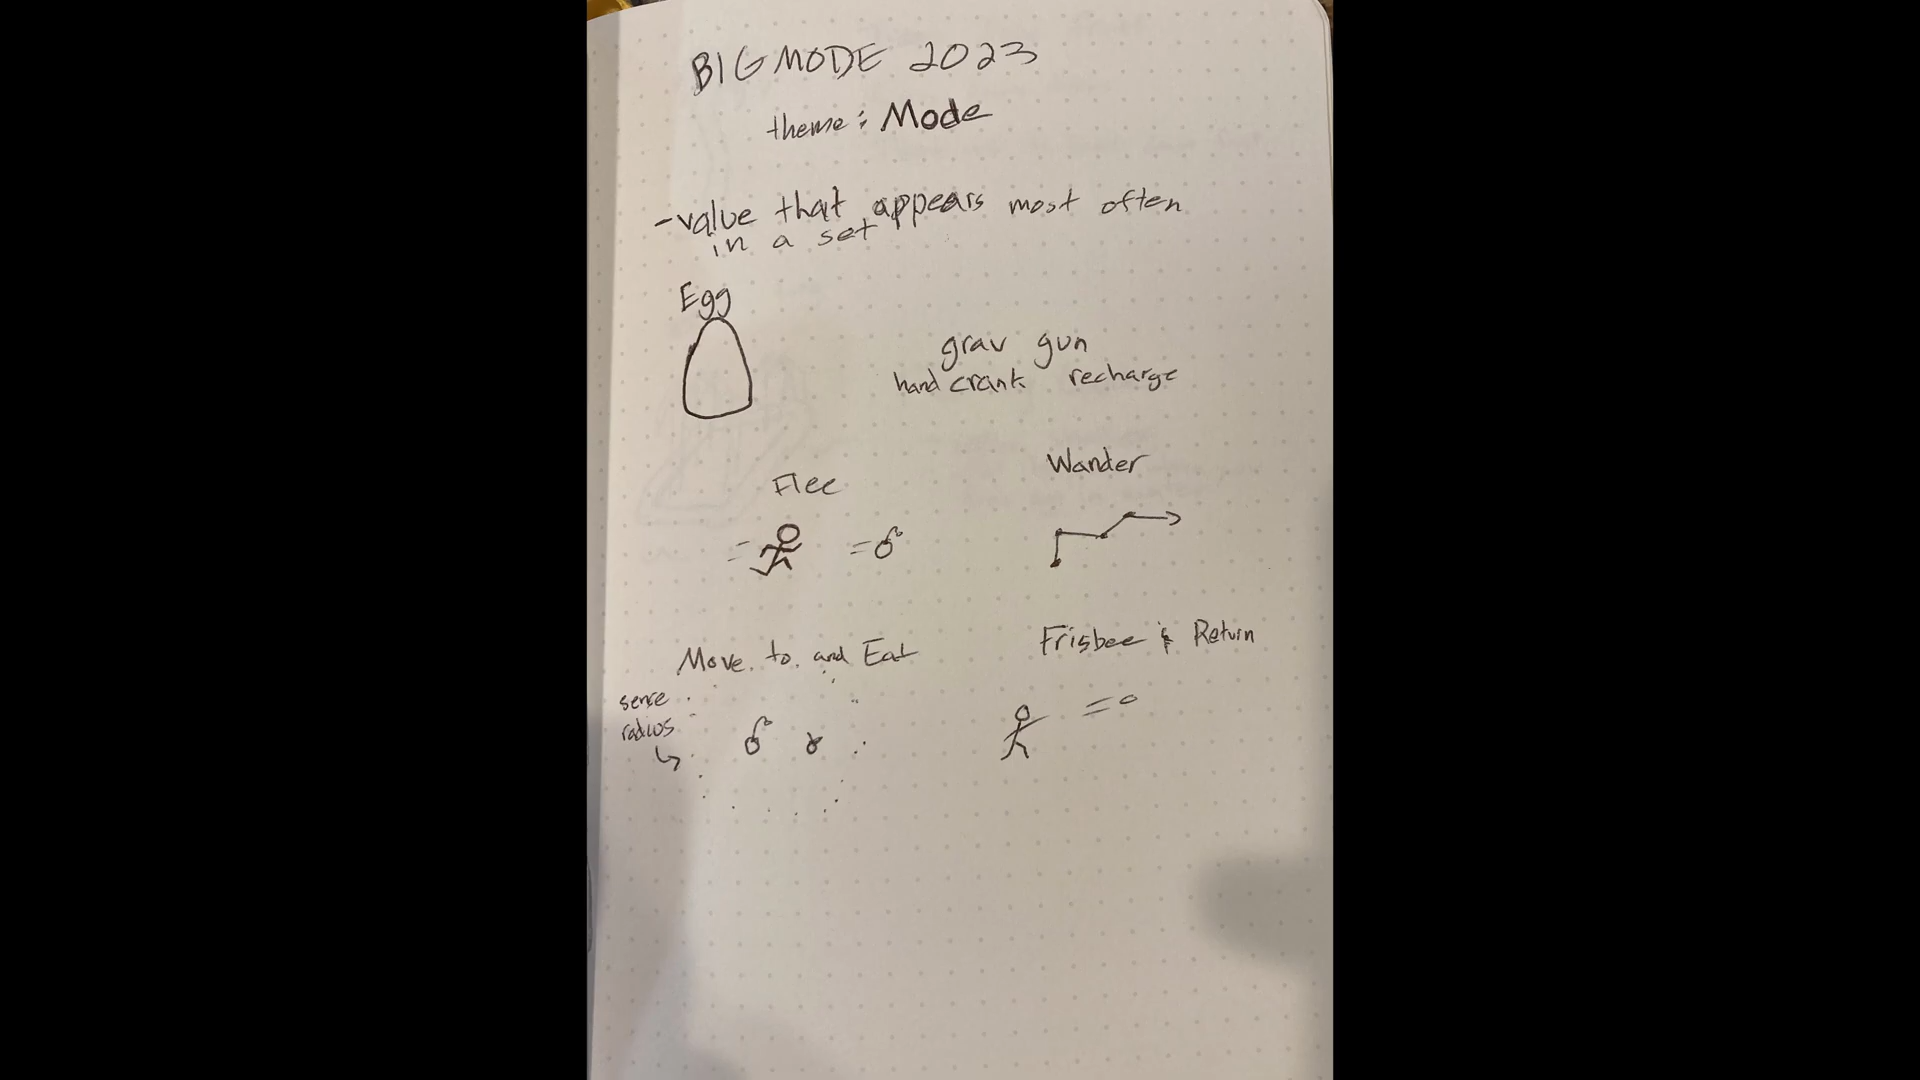 BIGMODE 2023
theme: Mode
- value that appears most often
in a set
Egg
grav gun
hand crank recharge
Flee
Wander
Move to and Eat
Frisbee & Return
sense
radius